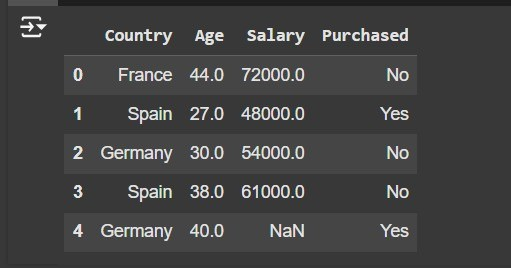 Country Age Salary Purchased
0 France 44.0 72000.0 No
1 Spain 27.0 48000.0 Yes
2 Germany 30.0 54000.0 No
3 Spain 38.0 61000.0 No
4 Germany 40.0 NaN Yes